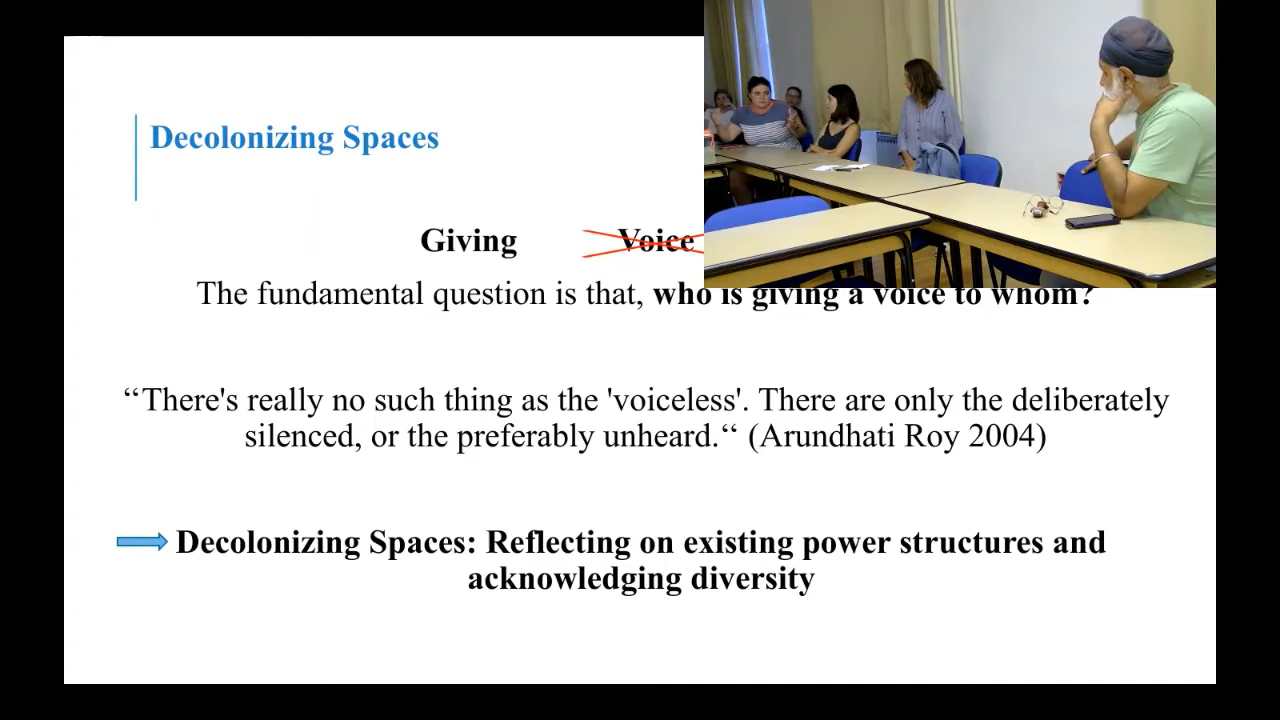 Decolonizing Spaces
Giving Voice
The fundamental question is that, who is giving a voice to whom?
‘‘There's really no such thing as the 'voiceless'. There are only the deliberately
silenced, or the preferably unheard.‘‘ (Arundhati Roy 2004)
Decolonizing Spaces: Reflecting on existing power structures and
acknowledging diversity